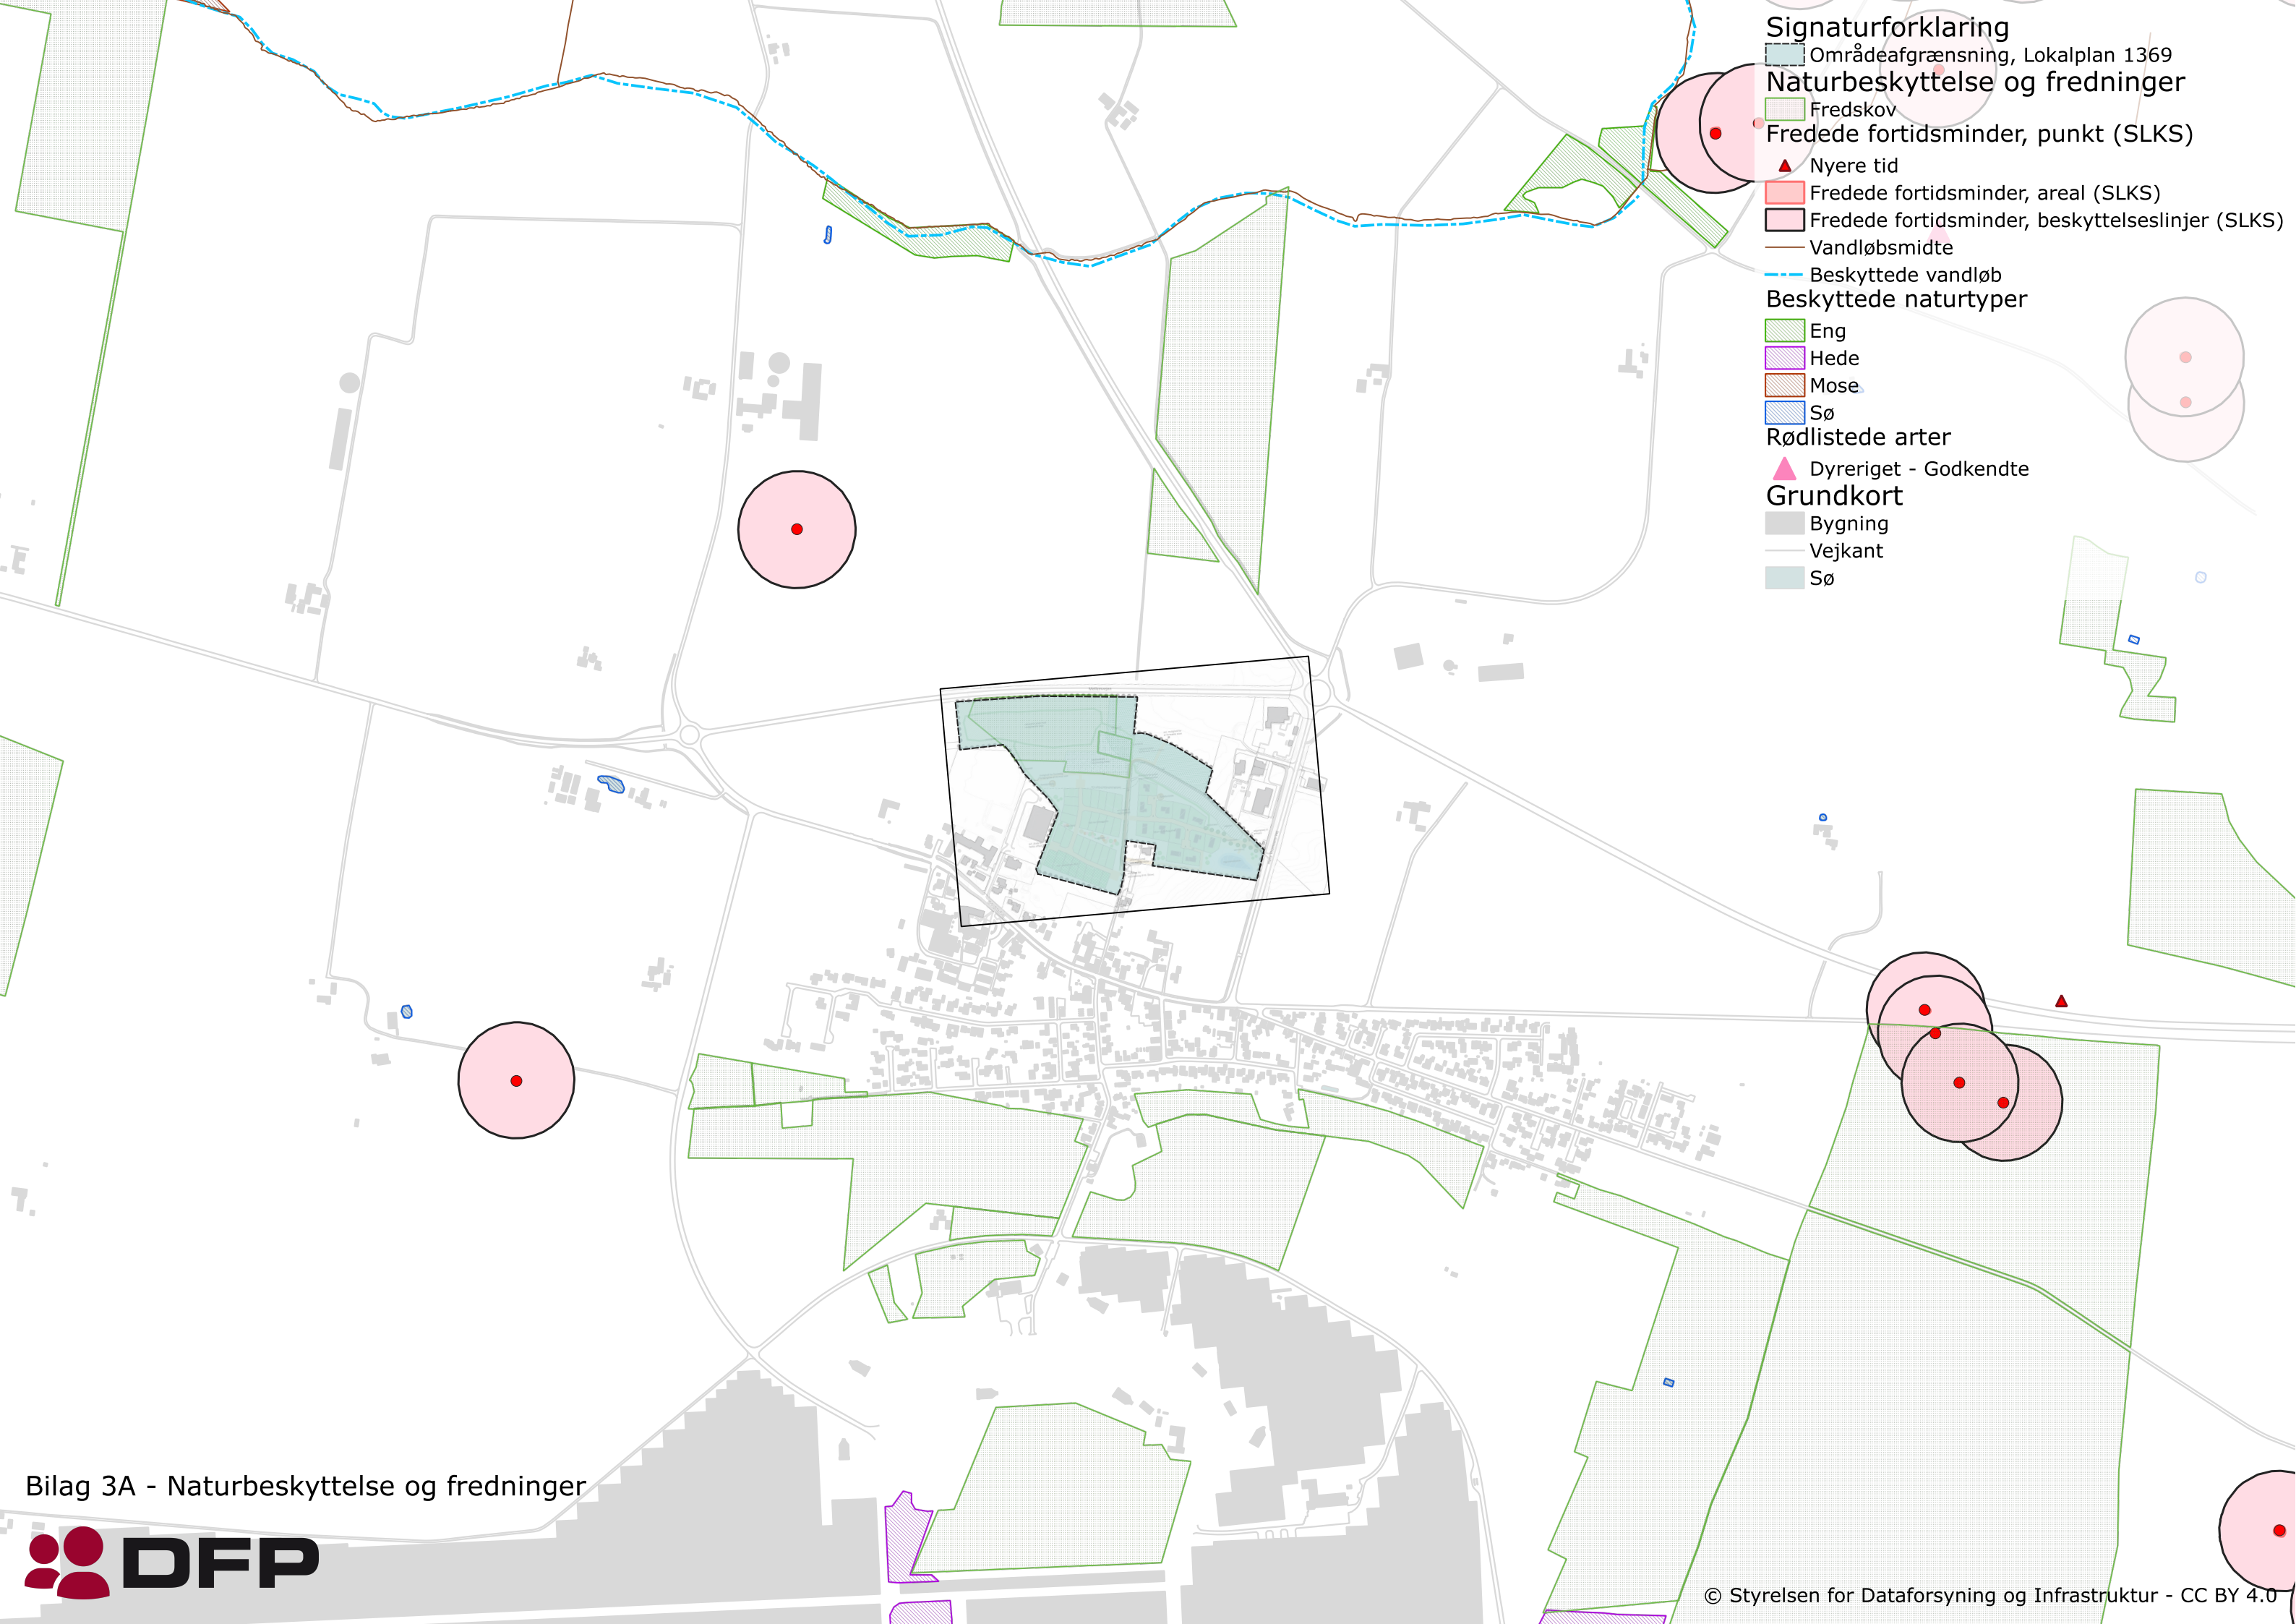 Signaturforklaring
Områdeafgrænsning, Lokalplan 1369
Naturbeskyttelse og fredninger
Fredskov
Fredede fortidsminder, punkt (SLKS)
Nyere tid
Fredede fortidsminder, areal (SLKS)
Fredede fortidsminder, beskyttelseslinjer (SLKS)
Vandløbsmidte
Beskyttede vandløb
Beskyttede naturtyper
Eng
Hede
Mose
Sø
Rødlistede arter
Dyreriget - Godkendte
Grundkort
Bygning
Vejkant
Sø
Bilag 3A - Naturbeskyttelse og fredninger
DFP
© Styrelsen for Dataforsyning og Infrastruktur - CC BY 4.0